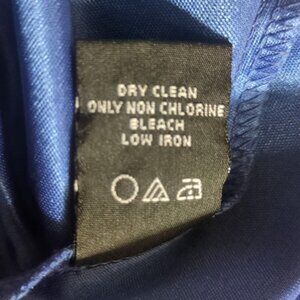 DRY CLEAN
ONLY NON CHLORINE
BLEACH
LOW IRON